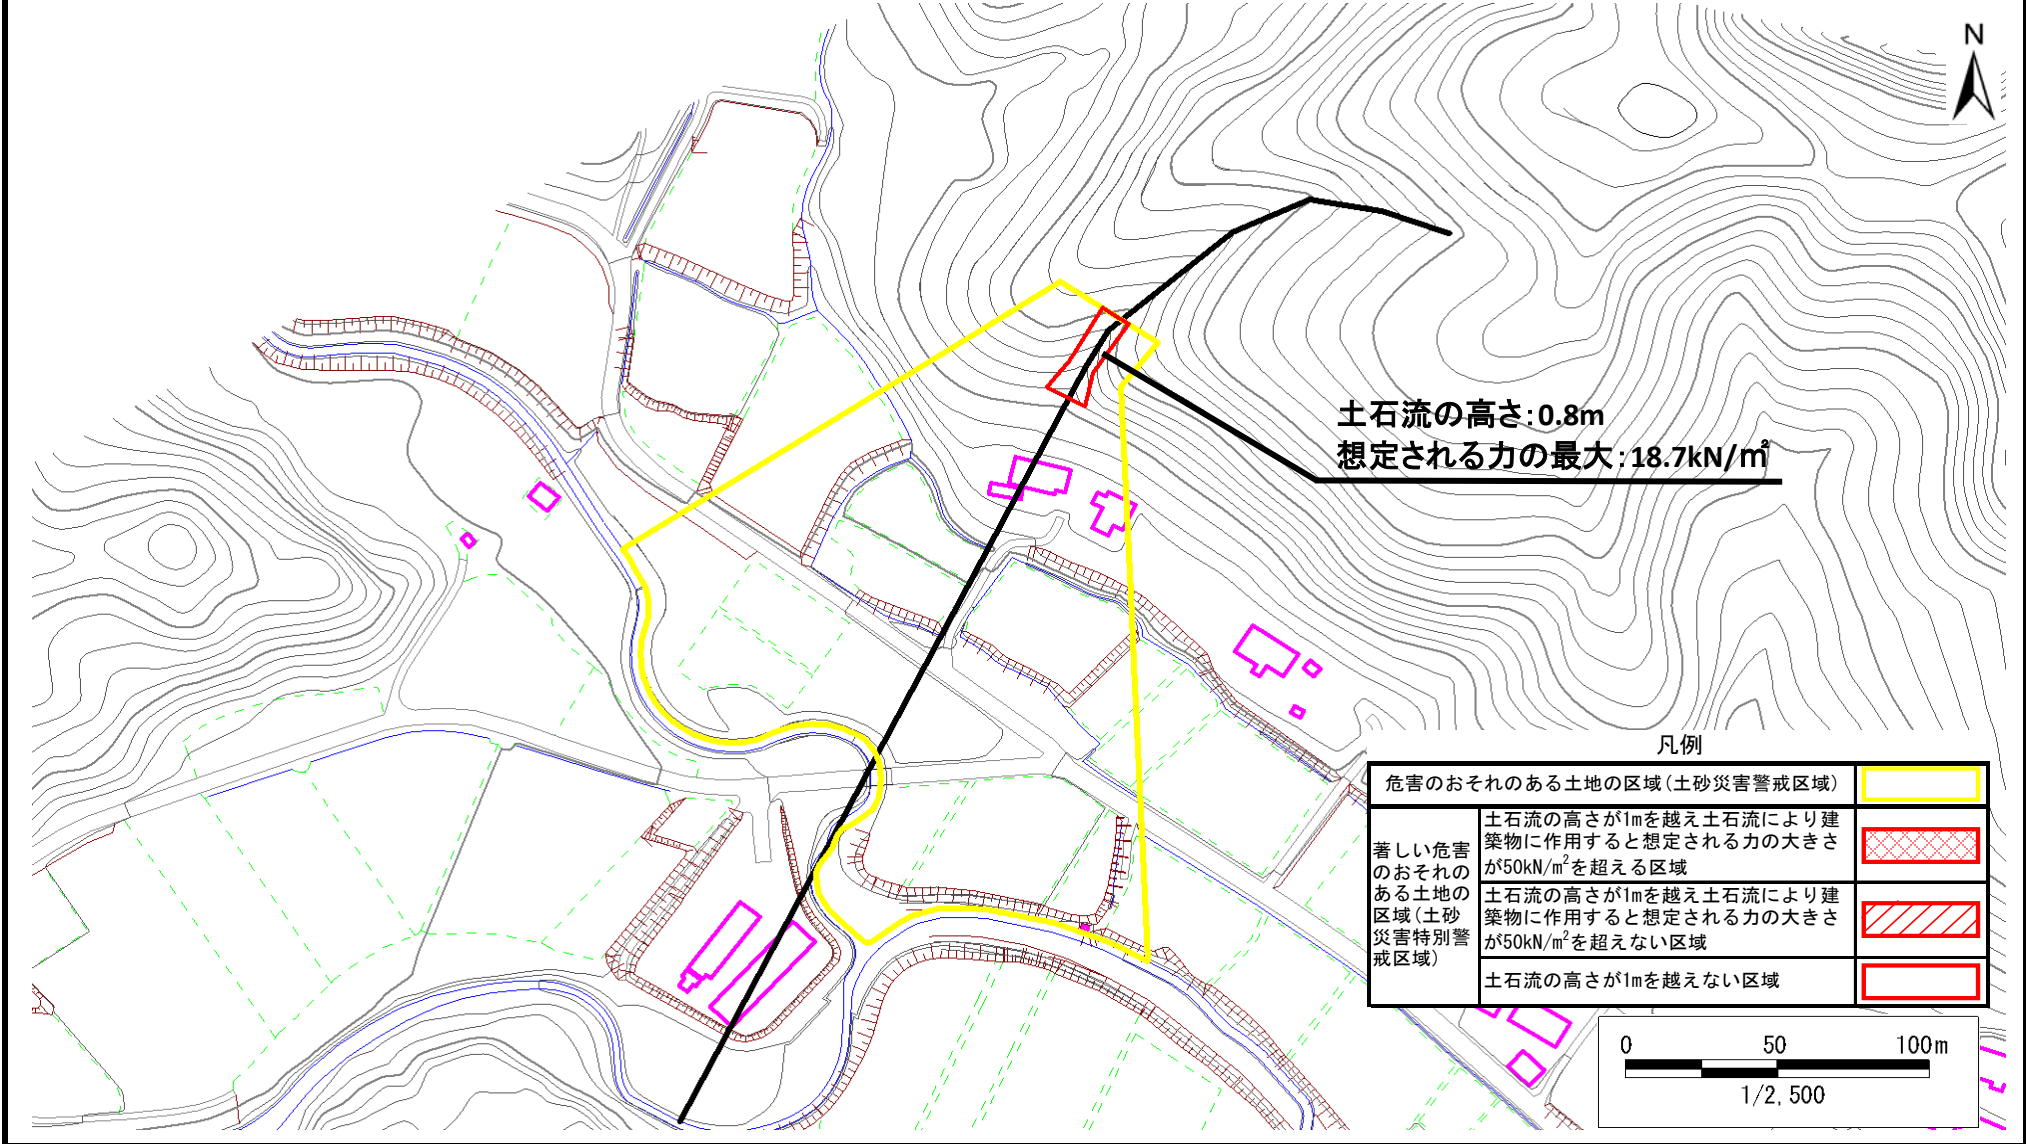 N
土石流の高さ:0.8m
想定される力の最大:18.7kN/㎡
凡例
危害のおそれのある土地の区域(土砂災害警戒区域)
著しい危害
のおそれの
ある土地の
区域(土砂
災害特別警
戒区域)
土石流の高さが1mを越え土石流により建
築物に作用すると想定される力の大きさ
が50kN/m²を超える区域
土石流の高さが1mを越え土石流により建
築物に作用すると想定される力の大きさ
が50kN/m²を超えない区域
土石流の高さが1mを越えない区域
0 50 100m
1/2,500